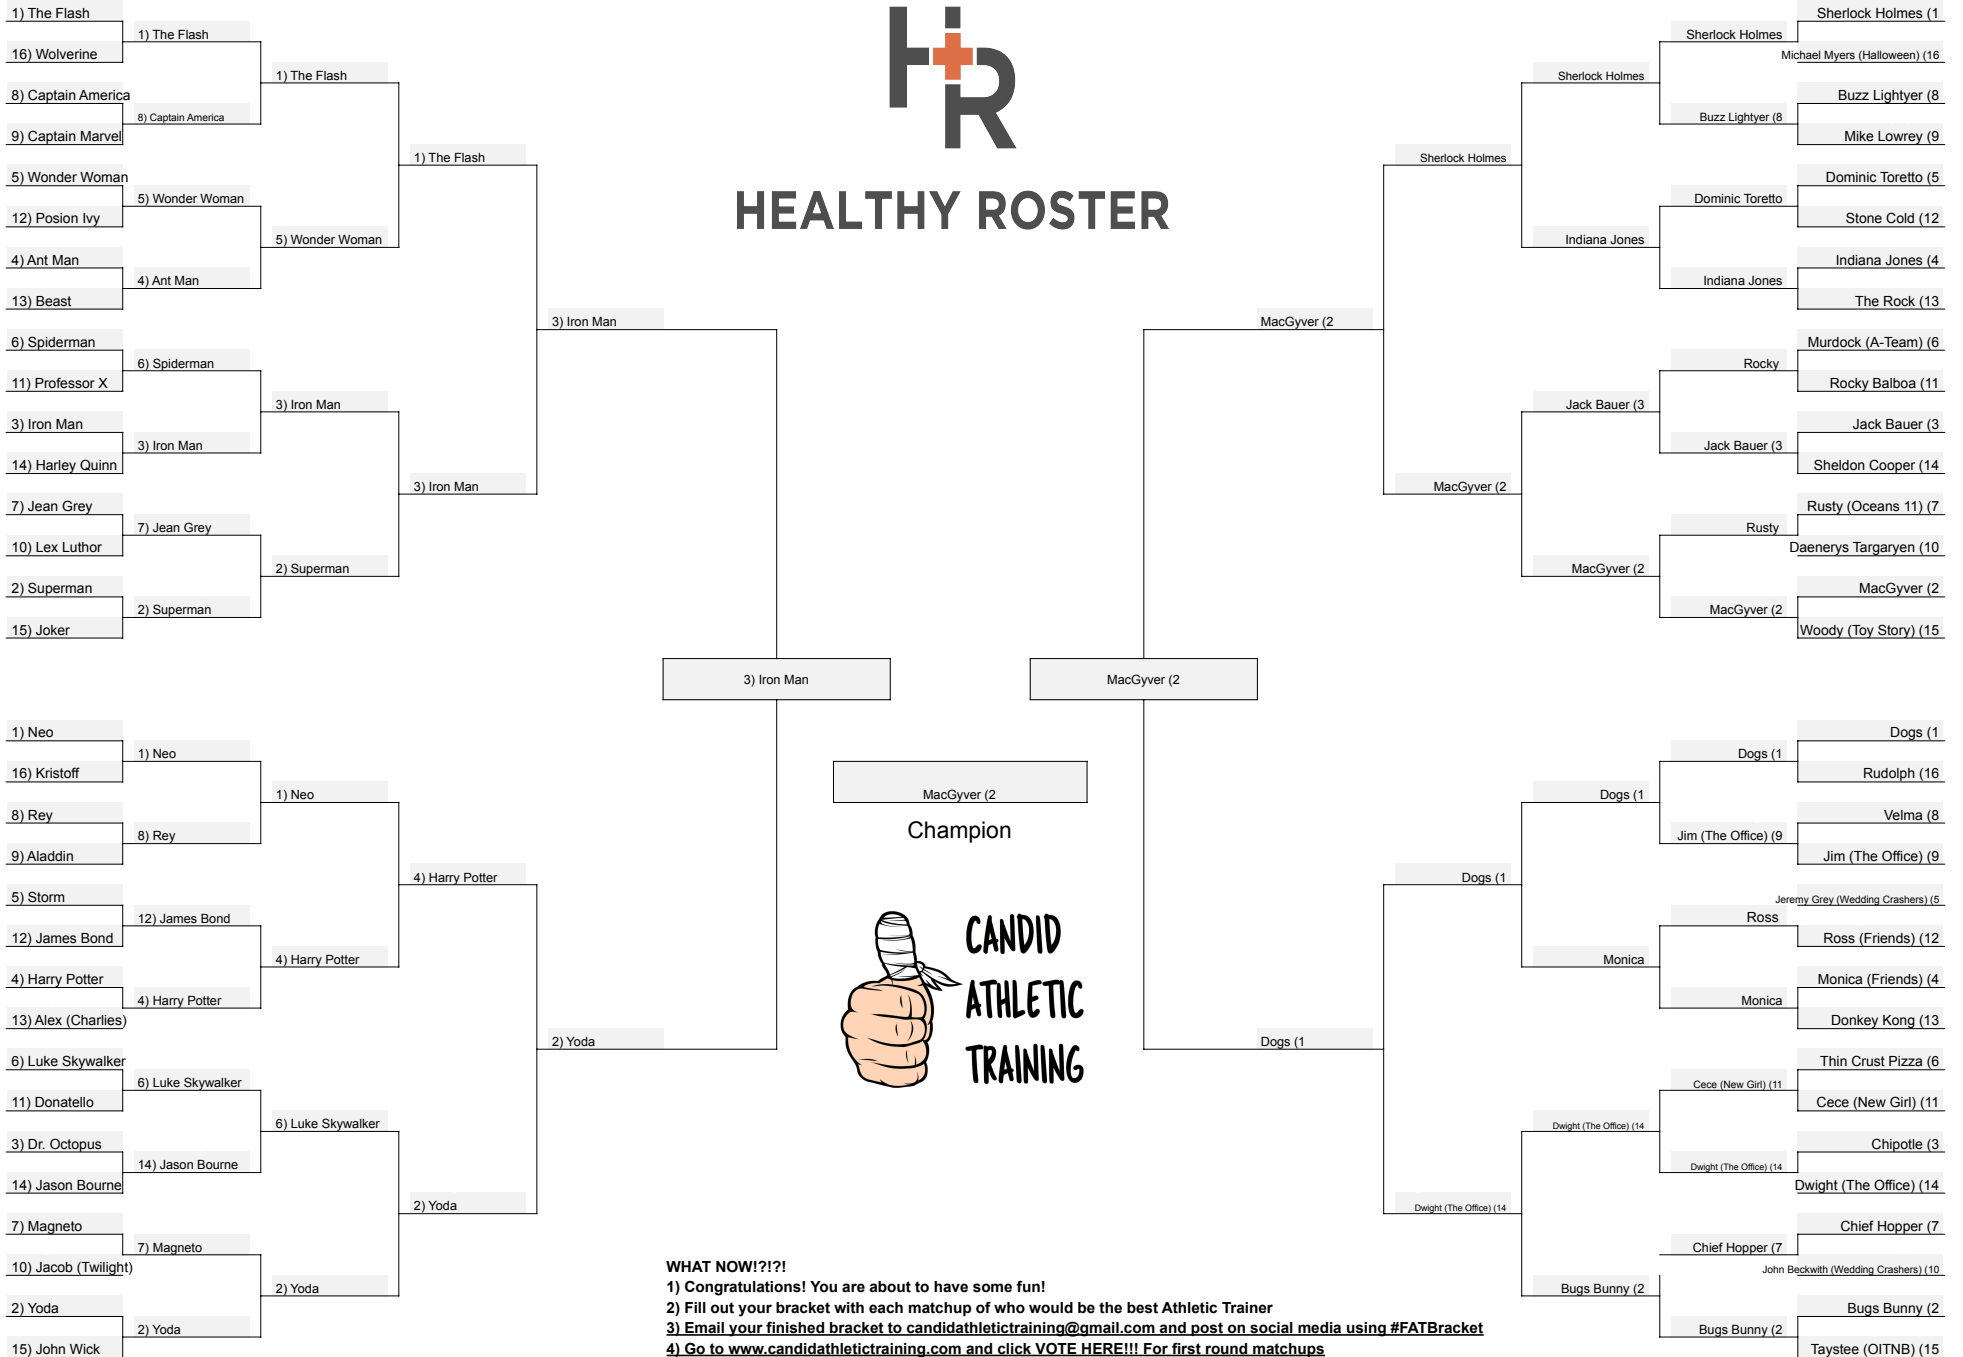 1) The Flash
16) Wolverine
8) Captain America
9) Captain Marvel
5) Wonder Woman
12) Posion Ivy
4) Ant Man
13) Beast
6) Spiderman
11) Professor X
3) Iron Man
14) Harley Quinn
7) Jean Grey
10) Lex Luthor
2) Superman
15) Joker
1) The Flash
8) Captain America
5) Wonder Woman
4) Ant Man
6) Spiderman
3) Iron Man
7) Jean Grey
2) Superman
1) The Flash
5) Wonder Woman
3) Iron Man
2) Superman
1) The Flash
3) Iron Man
3) Iron Man
1) Neo
16) Kristoff
8) Rey
9) Aladdin
5) Storm
12) James Bond
4) Harry Potter
13) Alex (Charlies)
6) Luke Skywalker
11) Donatello
3) Dr. Octopus
14) Jason Bourne
7) Magneto
10) Jacob (Twilight)
2) Yoda
15) John Wick
1) Neo
8) Rey
12) James Bond
4) Harry Potter
6) Luke Skywalker
14) Jason Bourne
7) Magneto
2) Yoda
1) Neo
4) Harry Potter
6) Luke Skywalker
2) Yoda
4) Harry Potter
2) Yoda
2) Yoda
3) Iron Man
HR
HEALTHY ROSTER
MacGyver (2
MacGyver (2
Champion
CANDID
ATHLETIC
TRAINING
MacGyver (2
Sherlock Holmes
MacGyver (2
Sherlock Holmes
Indiana Jones
Jack Bauer (3
MacGyver (2
Sherlock Holmes
Buzz Lightyer (8
Dominic Toretto
Indiana Jones
Rocky
Jack Bauer (3
Rusty
MacGyver (2
Sherlock Holmes (1
Michael Myers (Halloween) (16
Buzz Lightyer (8
Mike Lowrey (9
Dominic Toretto (5
Stone Cold (12
Indiana Jones (4
The Rock (13
Murdock (A-Team) (6
Rocky Balboa (11
Jack Bauer (3
Sheldon Cooper (14
Rusty (Oceans 11) (7
Daenerys Targaryen (10
MacGyver (2
Woody (Toy Story) (15
Dogs (1
Dogs (1
Dwight (The Office) (14
Dogs (1
Monica
Dwight (The Office) (14
Bugs Bunny (2
Dogs (1
Jim (The Office) (9
Ross
Monica
Cece (New Girl) (11
Dwight (The Office) (14
Chief Hopper (7
Bugs Bunny (2
Dogs (1
Rudolph (16
Velma (8
Jim (The Office) (9
Jeremy Grey (Wedding Crashers) (5
Ross (Friends) (12
Monica (Friends) (4
Donkey Kong (13
Thin Crust Pizza (6
Cece (New Girl) (11
Chipotle (3
Dwight (The Office) (14
Chief Hopper (7
John Beckwith (Wedding Crashers) (10
Bugs Bunny (2
Taystee (OITNB) (15
WHAT NOW!?!?!
1) Congratulations! You are about to have some fun!
2) Fill out your bracket with each matchup of who would be the best Athletic Trainer
3) Email your finished bracket to candidathletictraining@gmail.com and post on social media using #FATBracket
4) Go to www.candidathletictraining.com and click VOTE HERE!!! For first round matchups